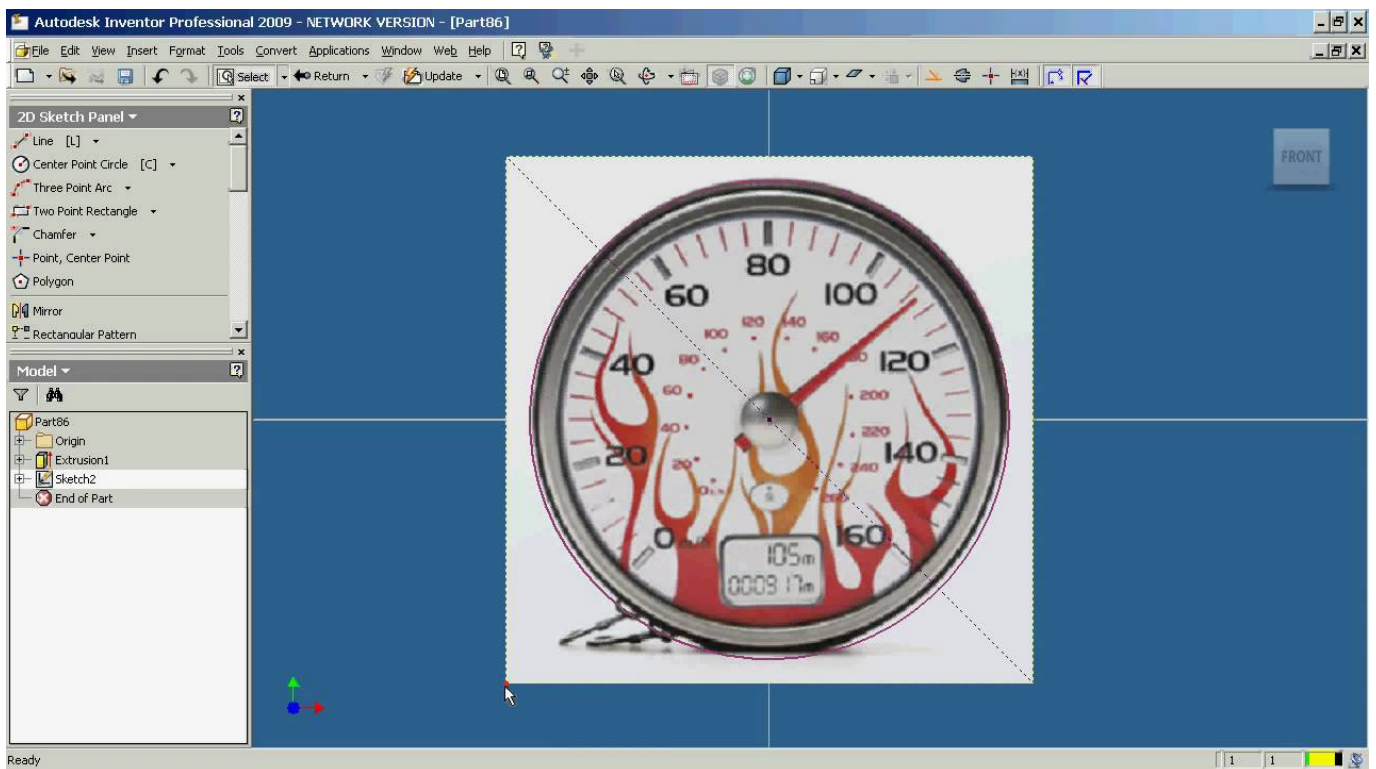 Autodesk Inventor Professional 2009 - NETWORK VERSION - [Part86]
File Edit View Insert Format Tools Convert Applications Window Web Help
Select Return Update
2D Sketch Panel
Line [L]
Center Point Circle [C]
Three Point Arc
Two Point Rectangle
Chamfer
Point, Center Point
Polygon
Mirror
Rectangular Pattern
Model
Part86
Origin
Extrusion1
Sketch2
End of Part
FRONT
80
60 100
120 140
100 160
40 80 120
60 200
40 220
20 20 240 140
0 160
105m
000917m
Ready 1 1